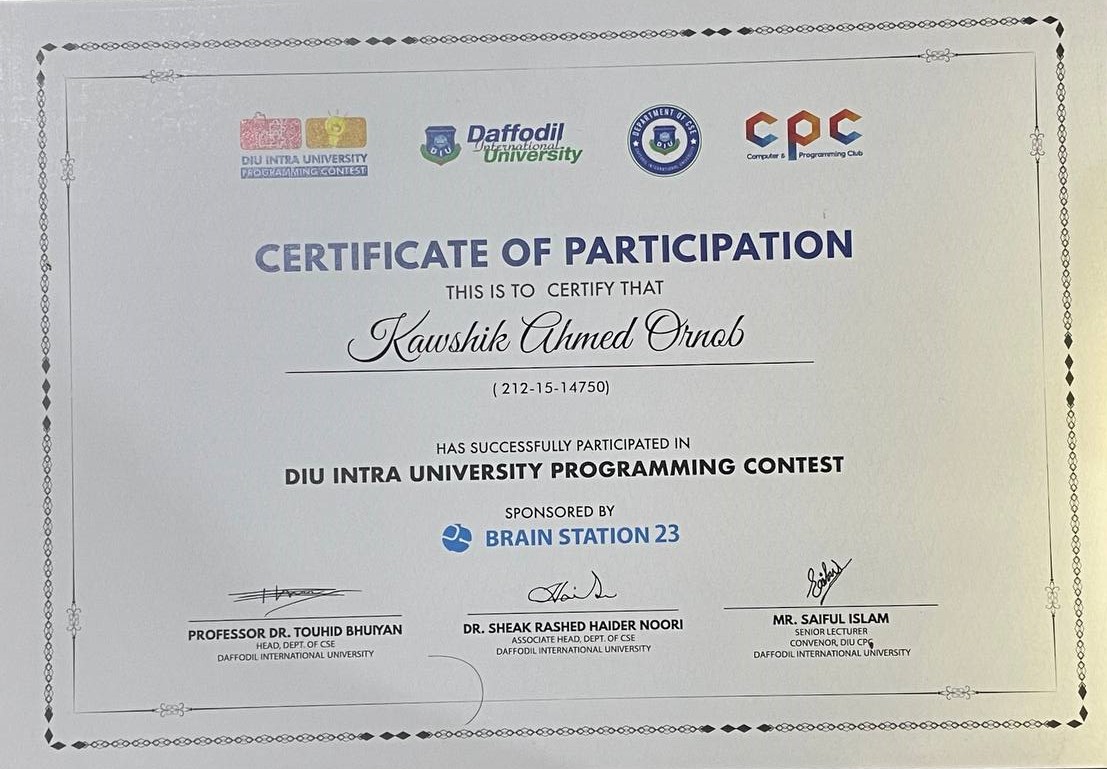 DIU INTRA UNIVERSITY
PROGRAMMING CONTEST
DIU
Daffodil
International
University
DEPARTMENT OF CSE
DIU
DAFFODIL INTERNATIONAL UNIVERSITY
cpc
Computer & Programming Club
CERTIFICATE OF PARTICIPATION
THIS IS TO CERTIFY THAT
Kawshik Ahmed Ornob
( 212-15-14750)
HAS SUCCESSFULLY PARTICIPATED IN
DIU INTRA UNIVERSITY PROGRAMMING CONTEST
SPONSORED BY
BRAIN STATION 23
PROFESSOR DR. TOUHID BHUIYAN
HEAD, DEPT. OF CSE
DAFFODIL INTERNATIONAL UNIVERSITY
DR. SHEAK RASHED HAIDER NOORI
ASSOCIATE HEAD, DEPT. OF CSE
DAFFODIL INTERNATIONAL UNIVERSITY
MR. SAIFUL ISLAM
SENIOR LECTURER
CONVENOR, DIU CPC
DAFFODIL INTERNATIONAL UNIVERSITY